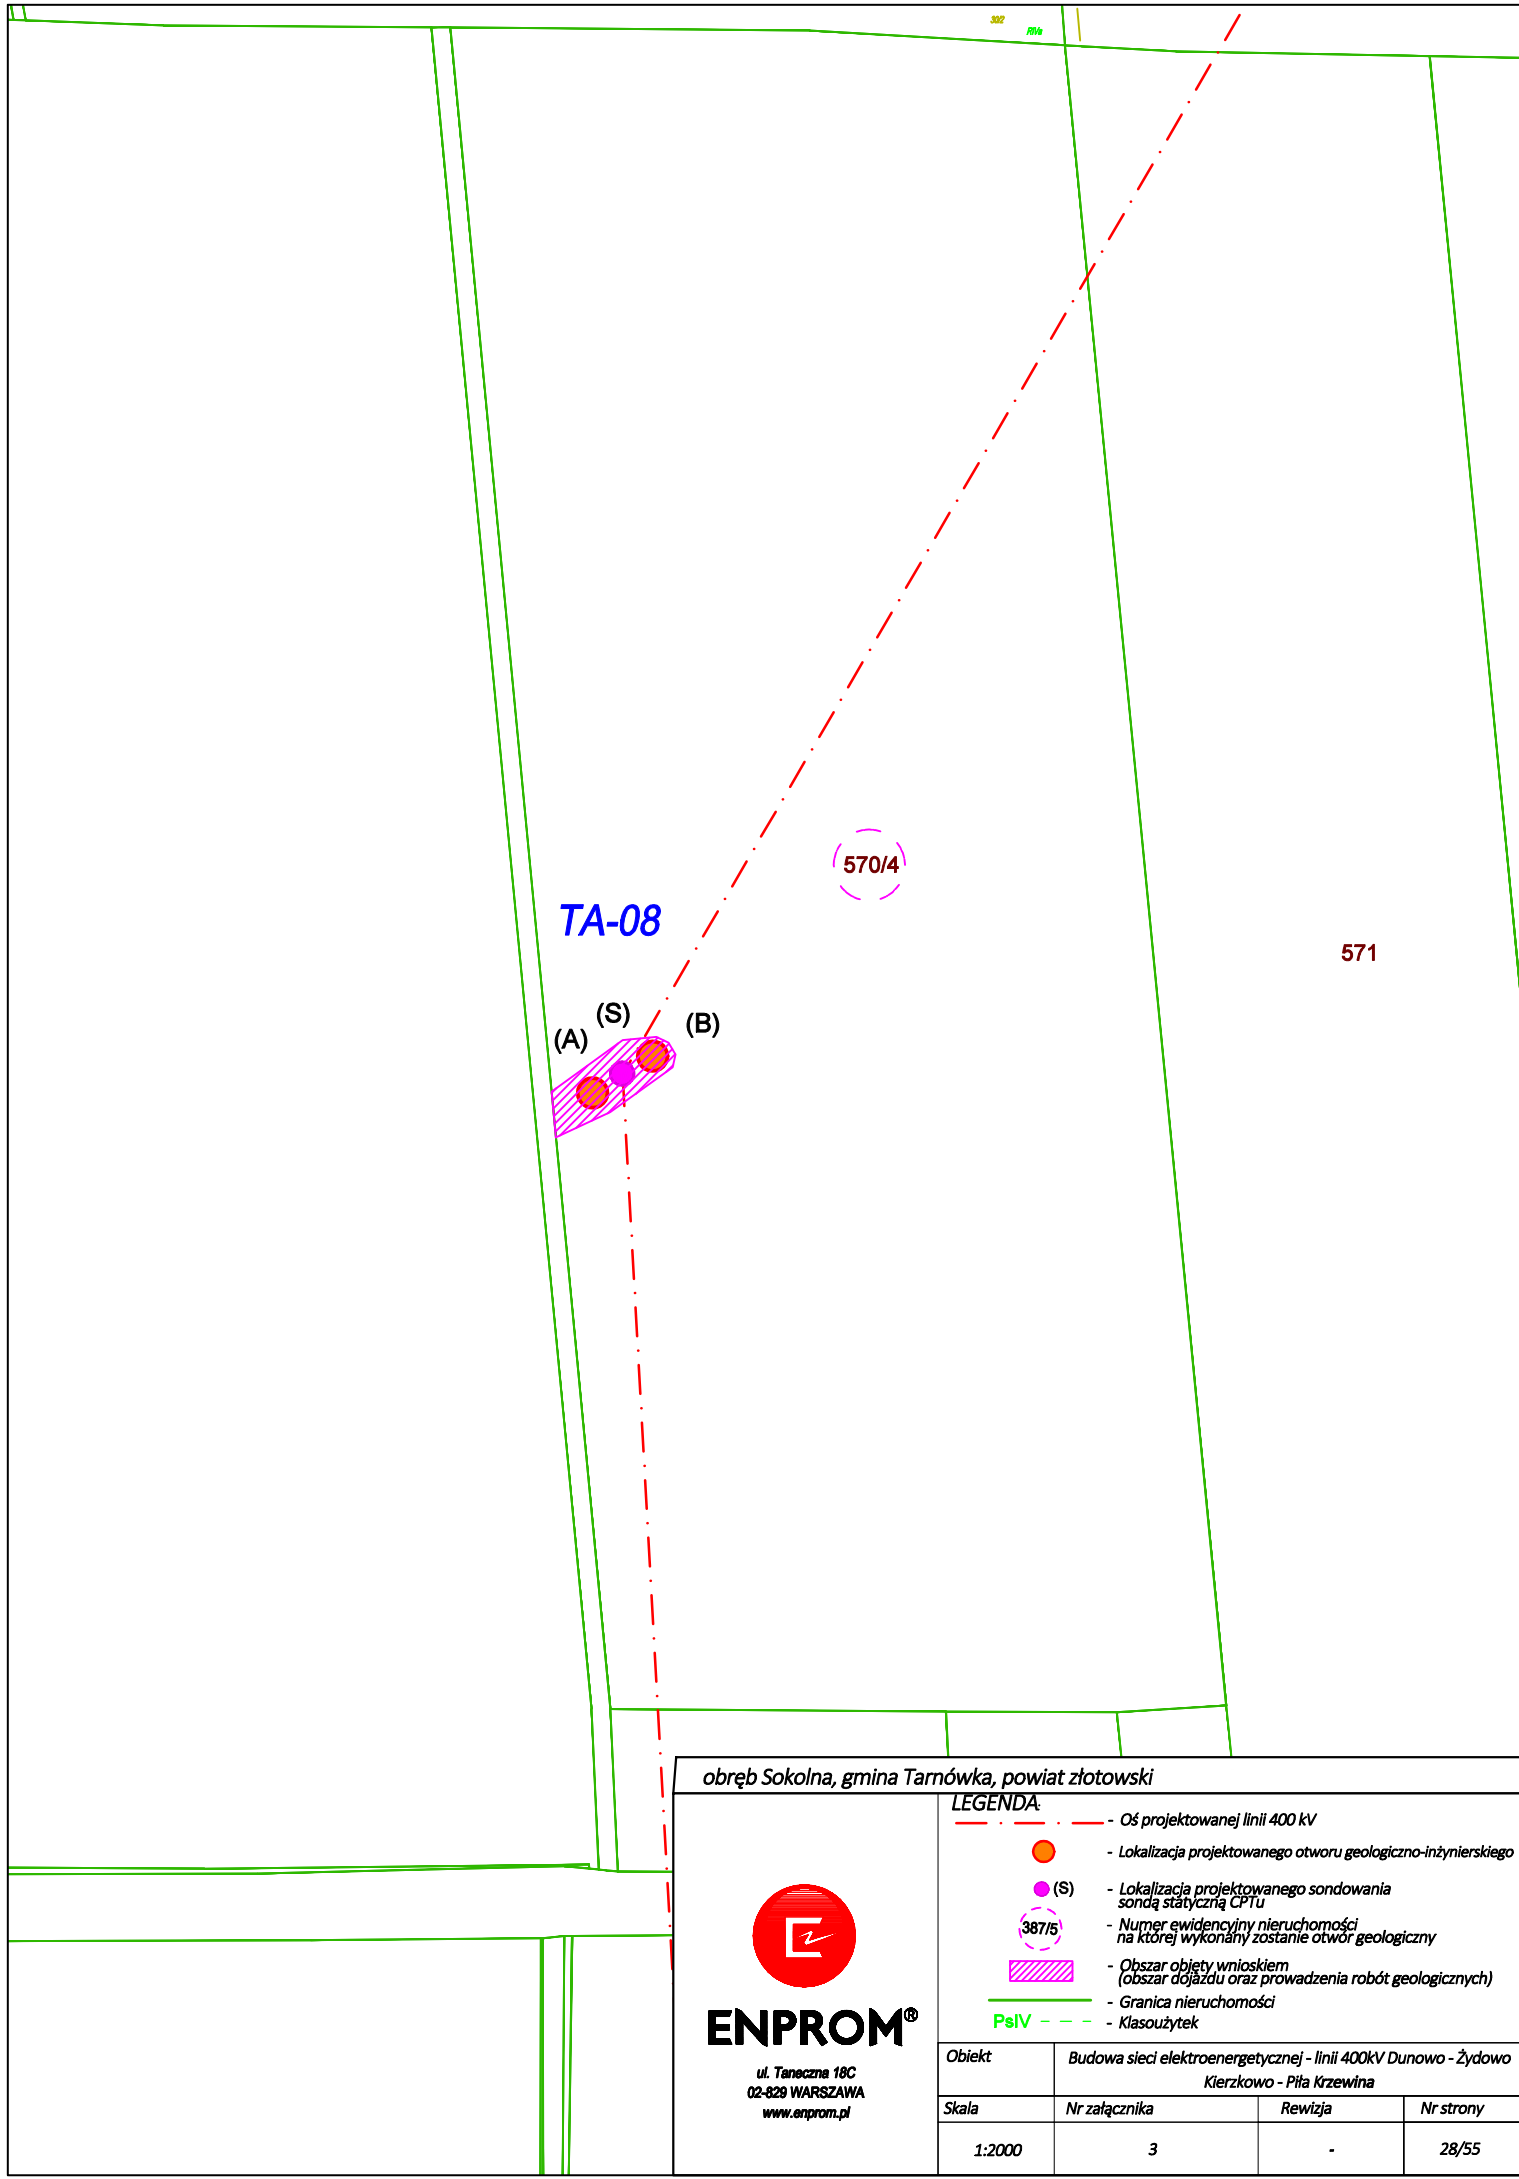 302
RIVa
570/4
TA-08
571
(S)
(A)
(B)
obręb Sokolna, gmina Tarnówka, powiat złotowski
LEGENDA:
- Oś projektowanej linii 400 kV
- Lokalizacja projektowanego otworu geologiczno-inżynierskiego
(S) - Lokalizacja projektowanego sondowania
sondą statyczną CPTu
387/5 - Numer ewidencyjny nieruchomości
na której wykonany zostanie otwór geologiczny
- Obszar objęty wnioskiem
(obszar dojazdu oraz prowadzenia robót geologicznych)
- Granica nieruchomości
PsIV - Klasoużytek
ENPROM®
ul. Taneczna 18C
02-829 WARSZAWA
www.enprom.pl
Obiekt
Budowa sieci elektroenergetycznej - linii 400kV Dunowo - Żydowo
Kierzkowo - Piła Krzewina
Skala Nr załącznika Rewizja Nr strony
1:2000 3 - 28/55